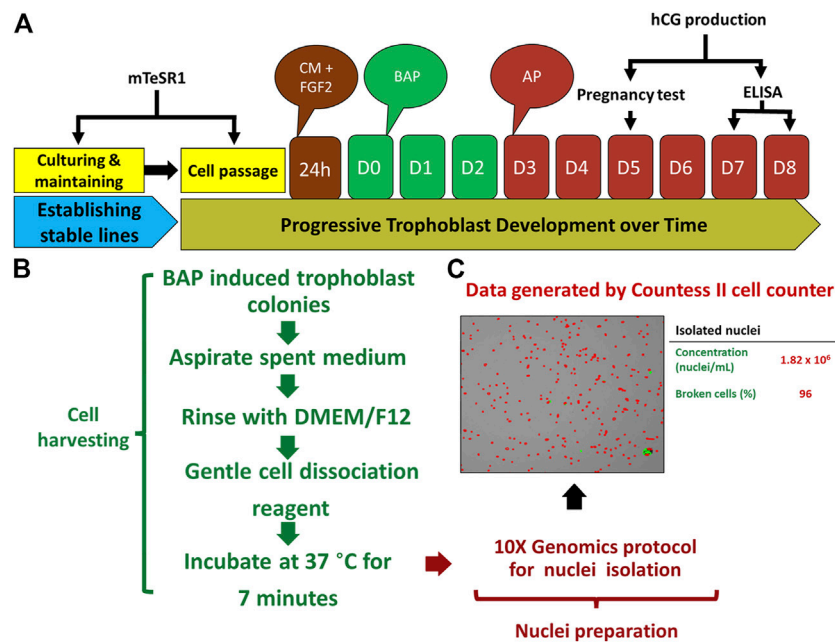 A
hCG production
mTeSR1
CM +
FGF2
BAP
AP
Pregnancy test
ELISA
Culturing &
maintaining
Cell passage
24h
D0
D1
D2
D3
D4
D5
D6
D7
D8
Establishing
stable lines
Progressive Trophoblast Development over Time
B
BAP induced trophoblast
colonies
Aspirate spent medium
Rinse with DMEM/F12
Gentle cell dissociation
reagent
Incubate at 37 °C for
7 minutes
Cell
harvesting
C
Data generated by Countess II cell counter
Isolated nuclei
Concentration
(nuclei/mL)
1.82 x 10⁶
Broken cells (%)
96
10X Genomics protocol
for nuclei isolation
Nuclei preparation